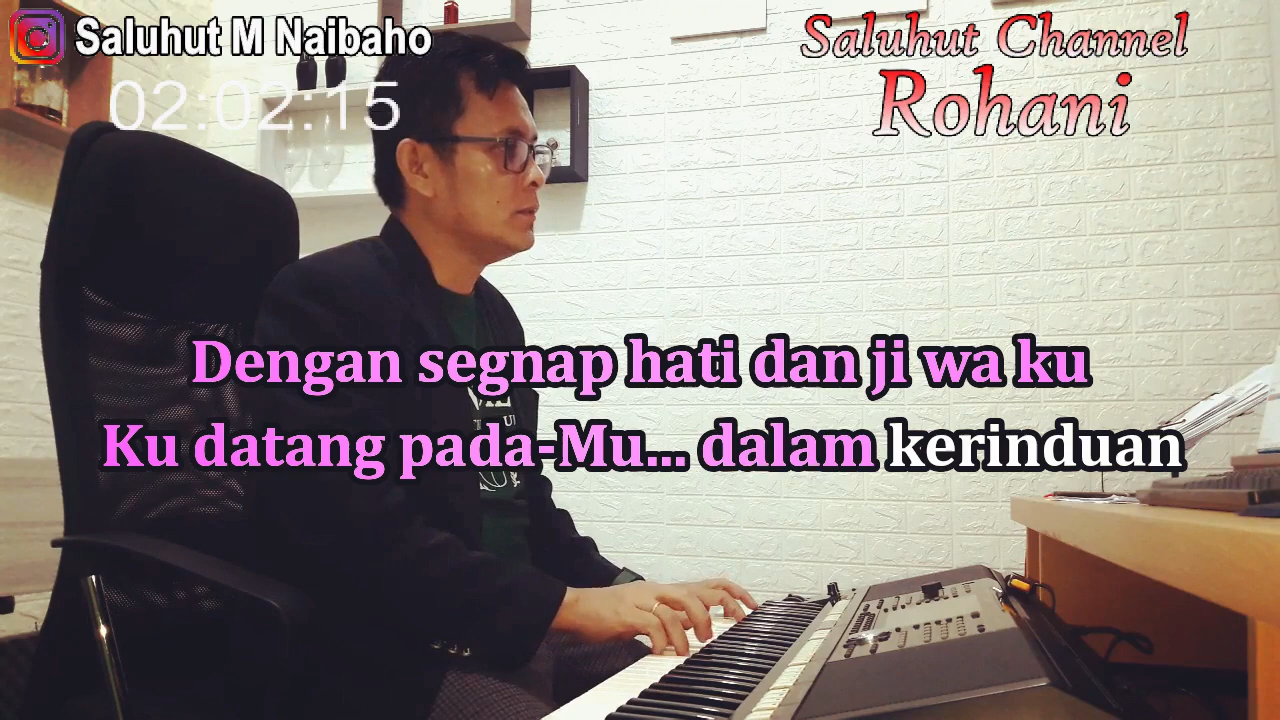 Saluhut M Naibaho
Saluhut Channel
Rohani
02:02:15
Dengan segnap hati dan ji wa ku
Ku datang pada-Mu... dalam kerinduan